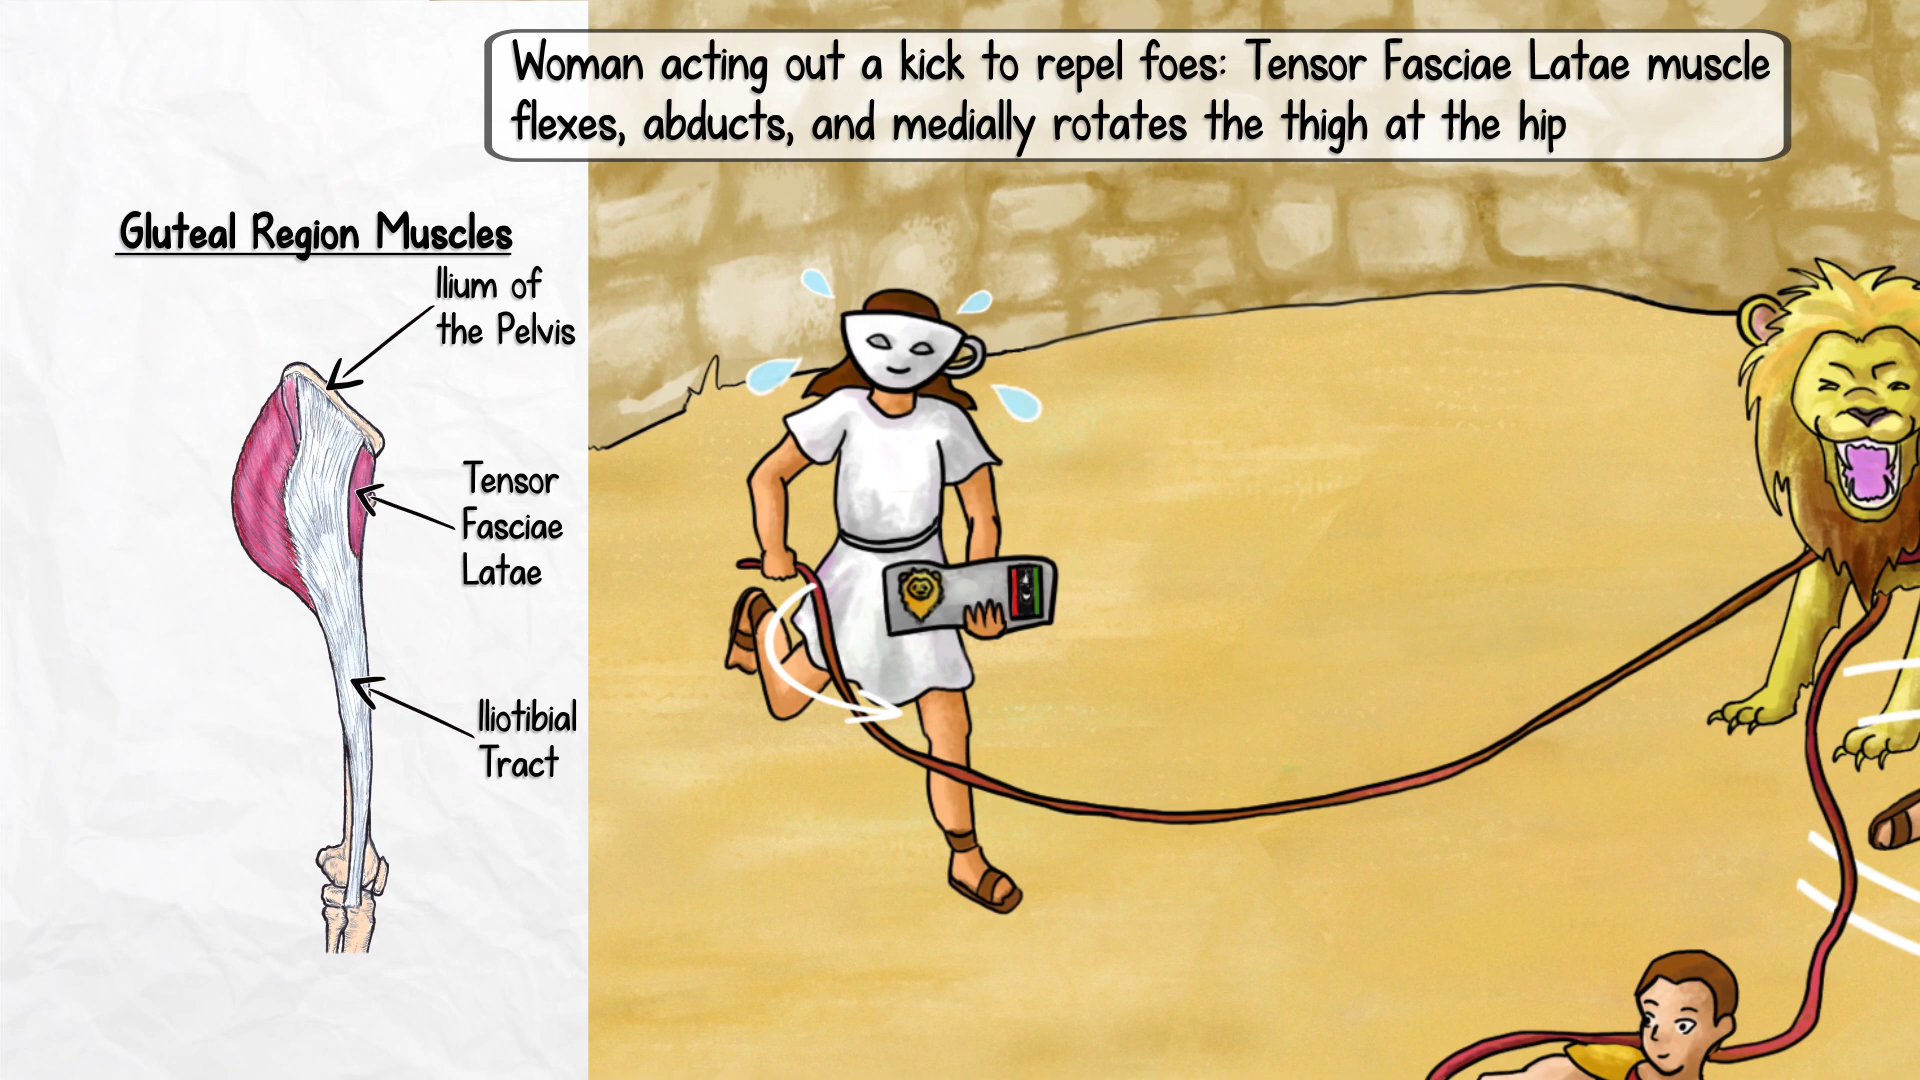 Woman acting out a kick to repel foes: Tensor Fasciae Latae muscle
flexes, abducts, and medially rotates the thigh at the hip
Gluteal Region Muscles
Ilium of
the Pelvis
Tensor
Fasciae
Latae
Iliotibial
Tract